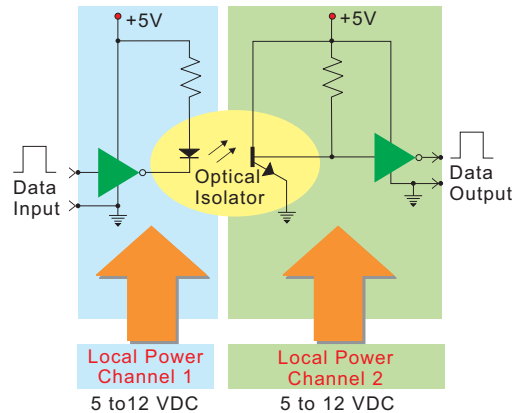 +5V
+5V
Data
Input
Optical
Isolator
Data
Output
Local Power
Channel 1
Local Power
Channel 2
5 to12 VDC
5 to 12 VDC